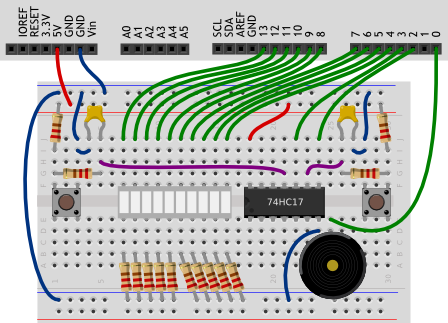 IOREF
RESET
3.3V
5V
GND
GND
Vin
A0
A1
A2
A3
A4
A5
SCL
SDA
AREF
GND
13
12
11
10
9
8
7
6
5
4
3
2
1
0
74HC17